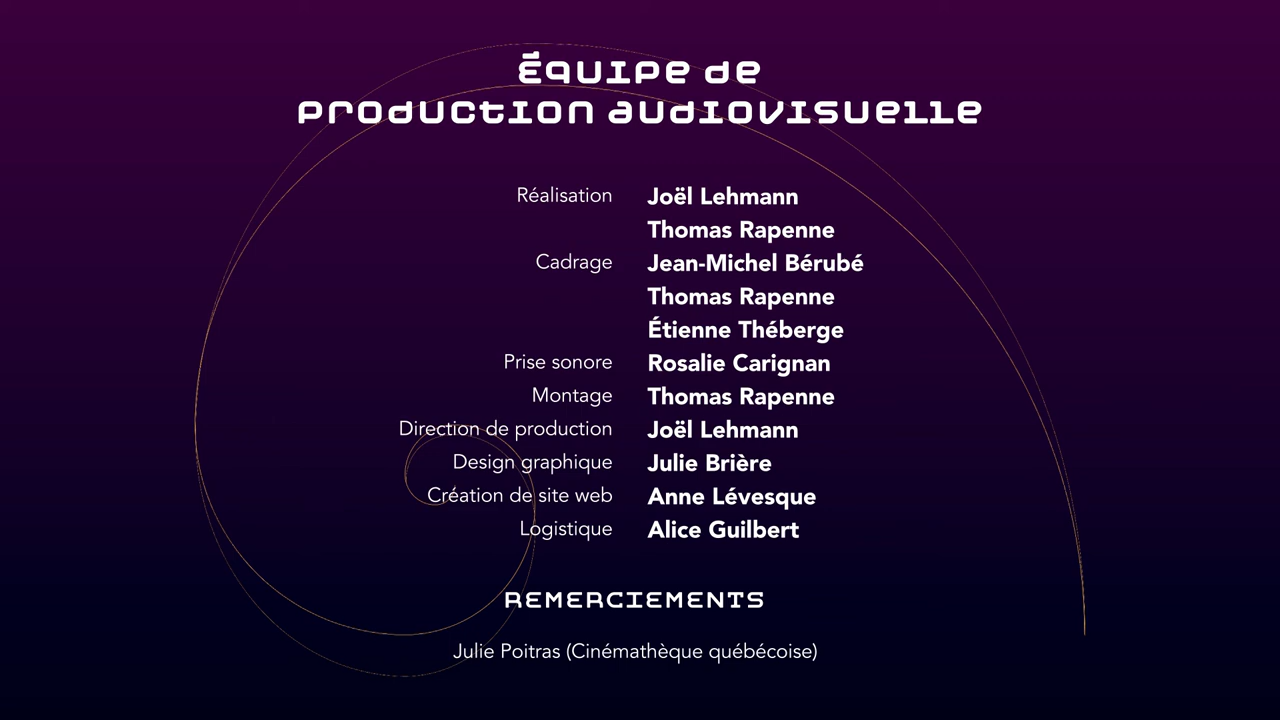 Équipe de
production audiovisuelle
Réalisation Joël Lehmann
Thomas Rapenne
Cadrage Jean-Michel Bérubé
Thomas Rapenne
Étienne Théberge
Prise sonore Rosalie Carignan
Montage Thomas Rapenne
Direction de production Joël Lehmann
Design graphique Julie Brière
Création de site web Anne Lévesque
Logistique Alice Guilbert
REMERCIEMENTS
Julie Poitras (Cinémathèque québécoise)